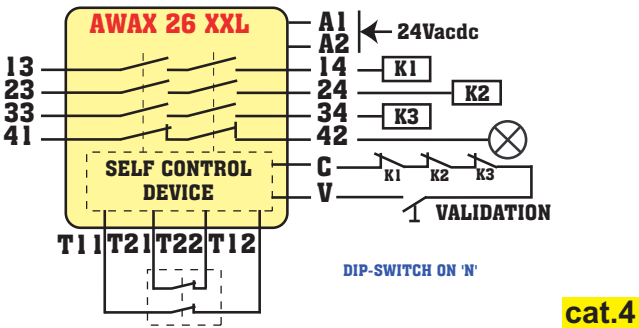 AWAX 26 XXL
A1
A2
24Vacdc
13 14 K1
23 24 K2
33 34 K3
41 42
SELF CONTROL
DEVICE
C K1 K2 K3
V VALIDATION
T11 T21 T22 T12
DIP-SWITCH ON 'N'
cat.4